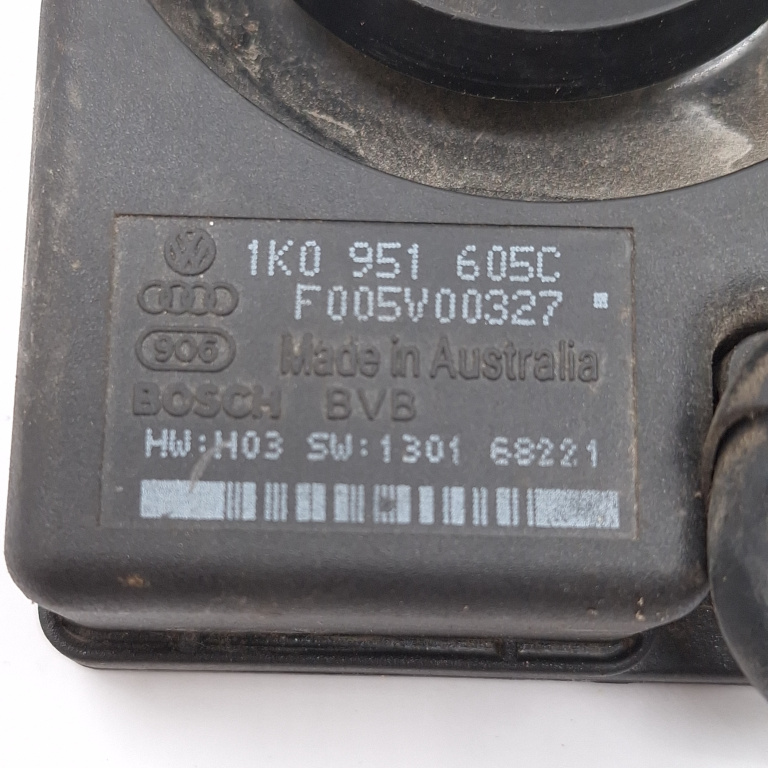 1K0 951 605C
F005V00327
906 Made in Australia
BOSCH BVB
HW:H03 SW:1301 68221